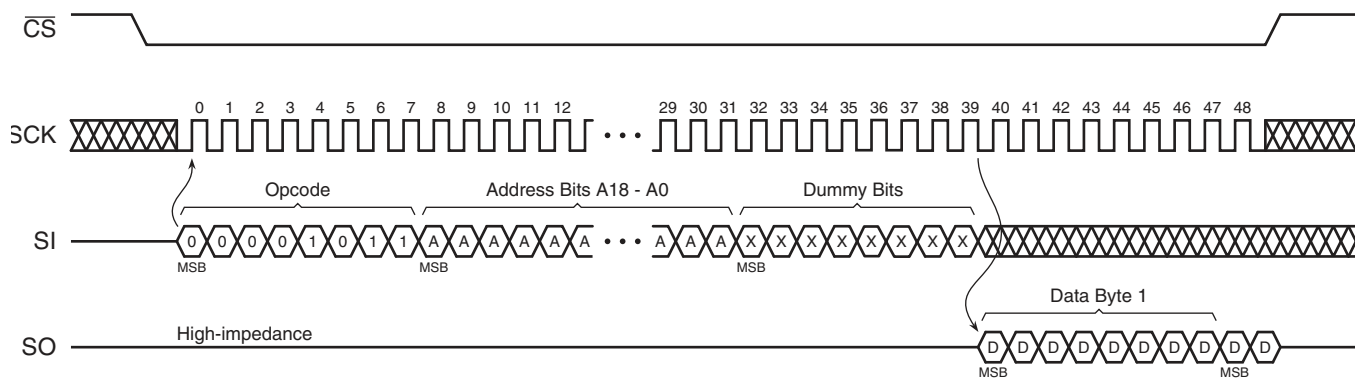 CS
SCK
0 1 2 3 4 5 6 7 8 9 10 11 12 29 30 31 32 33 34 35 36 37 38 39 40 41 42 43 44 45 46 47 48
Opcode Address Bits A18 - A0 Dummy Bits
SI
0 0 0 0 1 0 1 1 A A A A A A A A A X X X X X X X X
MSB MSB MSB
Data Byte 1
SO
High-impedance
D D D D D D D D D D
MSB MSB